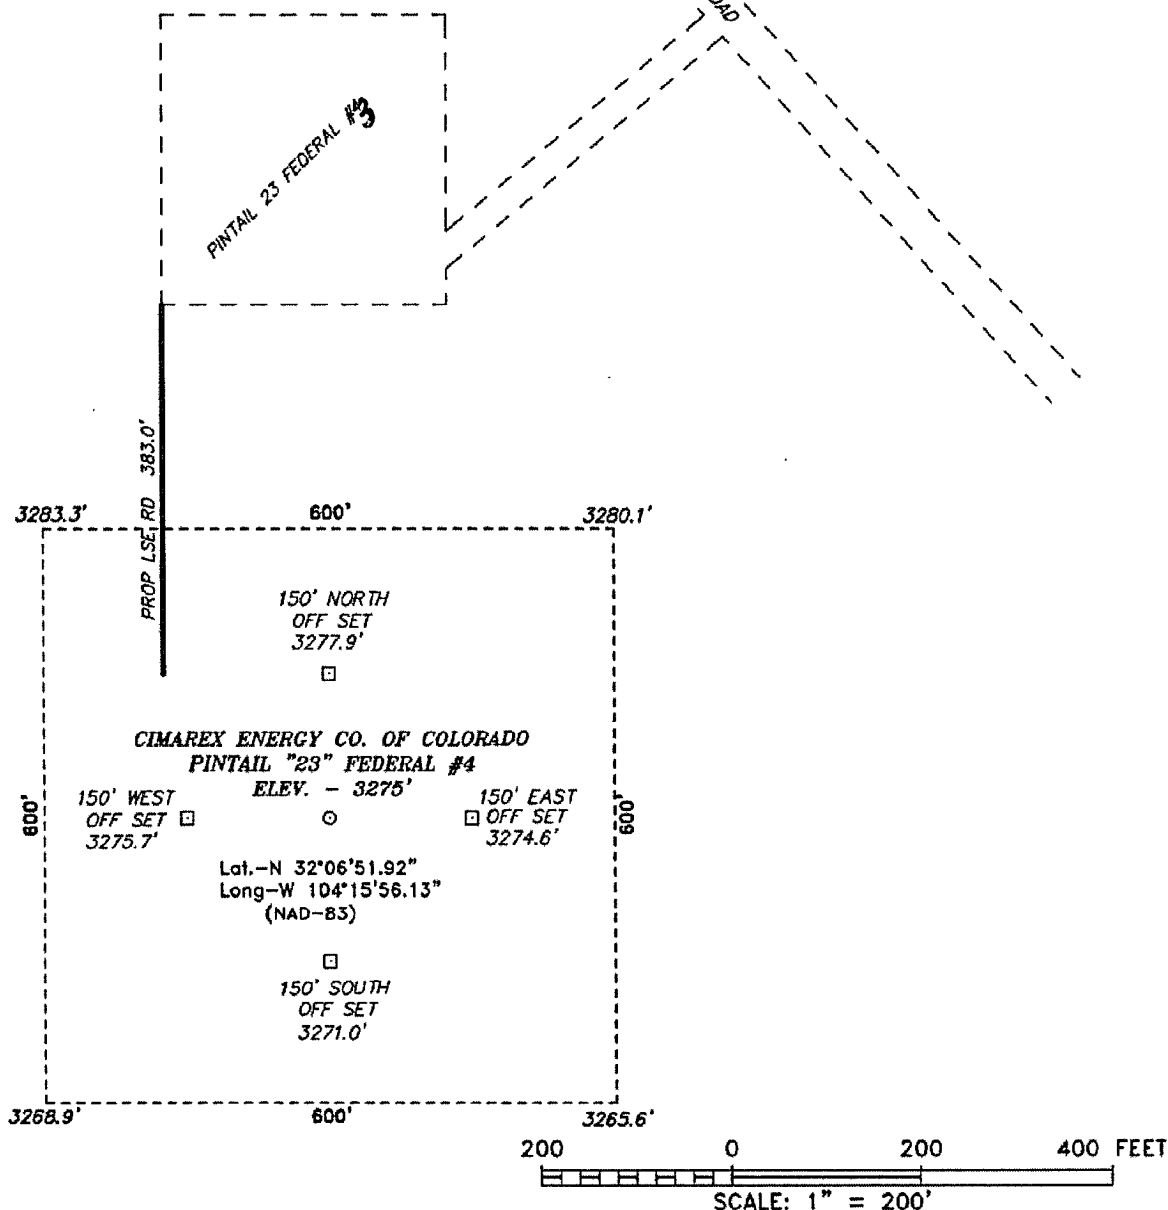 PINTAIL 23 FEDERAL #3
PROP LSE RD 383.0'
3283.3'
600'
3280.1'
150' NORTH
OFF SET
3277.9'
CIMAREX ENERGY CO. OF COLORADO
PINTAIL "23" FEDERAL #4
ELEV. - 3275'
600'
150' WEST
OFF SET
3275.7'
150' EAST
OFF SET
3274.6'
600'
Lat.-N 32°06'51.92"
Long-W 104°15'56.13"
(NAD-83)
150' SOUTH
OFF SET
3271.0'
3268.9'
600'
3265.6'
200 0 200 400 FEET
SCALE: 1" = 200'